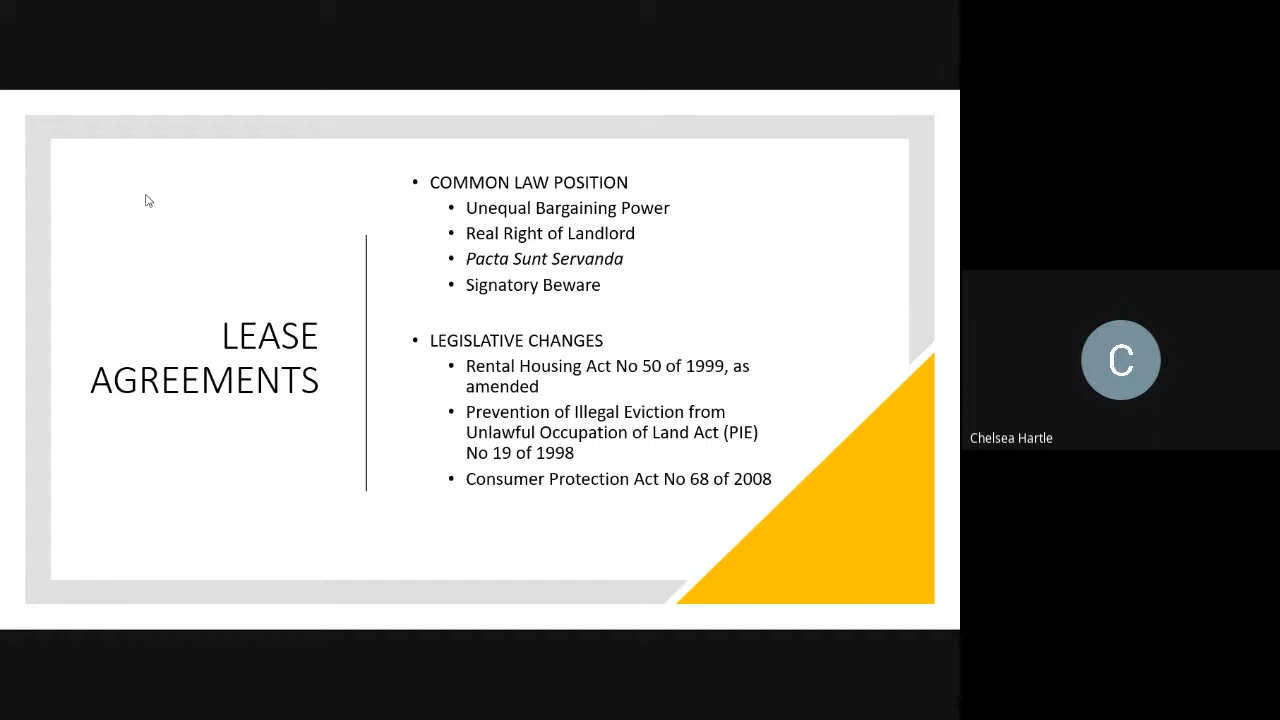 LEASE
AGREEMENTS
• COMMON LAW POSITION
• Unequal Bargaining Power
• Real Right of Landlord
• Pacta Sunt Servanda
• Signatory Beware
• LEGISLATIVE CHANGES
• Rental Housing Act No 50 of 1999, as
amended
• Prevention of Illegal Eviction from
Unlawful Occupation of Land Act (PIE)
No 19 of 1998
• Consumer Protection Act No 68 of 2008
C
Chelsea Hartle